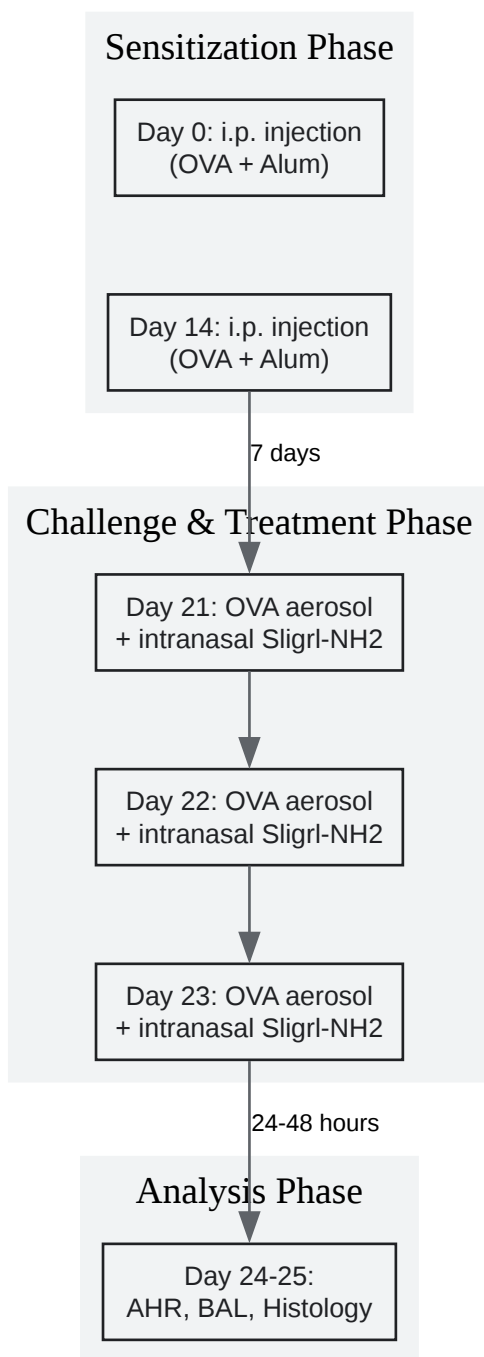 Sensitization Phase
Day 0: i.p. injection
(OVA + Alum)
Day 14: i.p. injection
(OVA + Alum)
7 days
Challenge & Treatment Phase
Day 21: OVA aerosol
+ intranasal Sligrl-NH2
Day 22: OVA aerosol
+ intranasal Sligrl-NH2
Day 23: OVA aerosol
+ intranasal Sligrl-NH2
24-48 hours
Analysis Phase
Day 24-25:
AHR, BAL, Histology